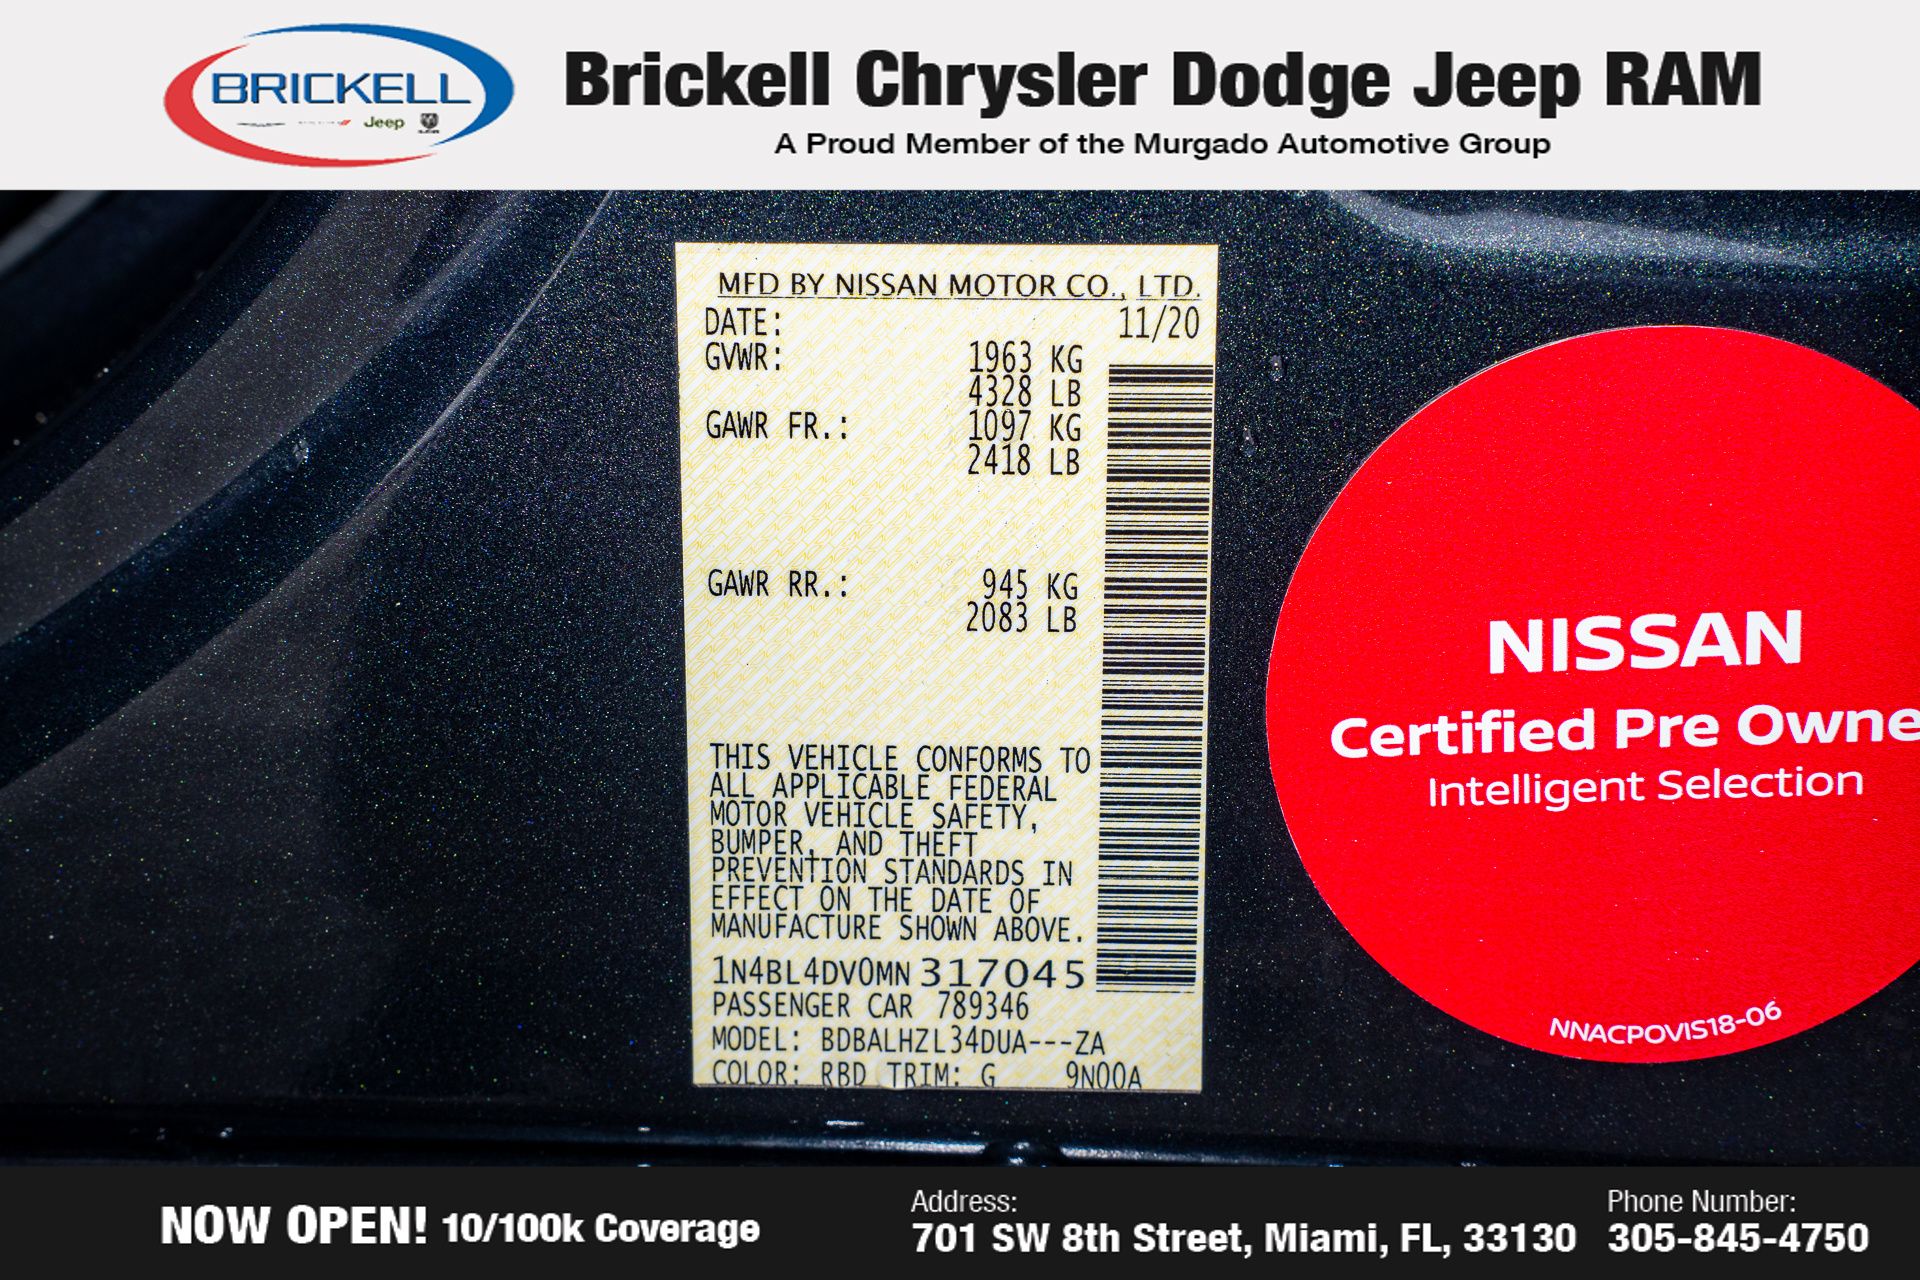 BRICKELL
Jeep
Brickell Chrysler Dodge Jeep RAM
A Proud Member of the Murgado Automotive Group
MFD BY NISSAN MOTOR CO., LTD.
DATE: 11/20
GVWR: 1963 KG
4328 LB
GAWR FR.: 1097 KG
2418 LB
GAWR RR.: 945 KG
2083 LB
THIS VEHICLE CONFORMS TO
ALL APPLICABLE FEDERAL
MOTOR VEHICLE SAFETY,
BUMPER, AND THEFT
PREVENTION STANDARDS IN
EFFECT ON THE DATE OF
MANUFACTURE SHOWN ABOVE.
1N4BL4DV0MN317045
PASSENGER CAR 789346
MODEL: BDBALHZL34DUA---ZA
COLOR: RBD TRIM: G 9N00A
NISSAN
Certified Pre Owne
Intelligent Selection
NNACPOVIS18-06
NOW OPEN! 10/100k Coverage
Address:
701 SW 8th Street, Miami, FL, 33130
Phone Number:
305-845-4750